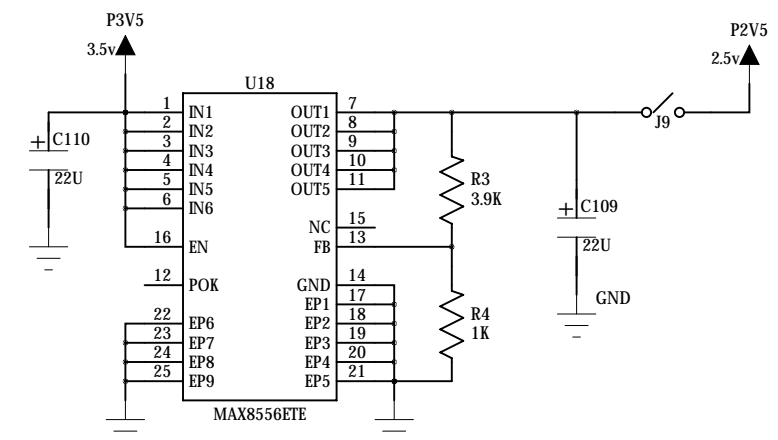 P3V5
3.5v
P2V5
2.5v
U18
1 IN1 OUT1 7
2 IN2 OUT2 8
3 IN3 OUT3 9
4 IN4 OUT4 10
5 IN5 OUT5 11
6 IN6
NC 15
16 EN FB 13
12 POK GND 14
EP1 17
22 EP6 EP2 18
23 EP7 EP3 19
24 EP8 EP4 20
25 EP9 EP5 21
MAX8556ETE
+ C110
22U
R3
3.9K
R4
1K
+ C109
22U
GND
J9